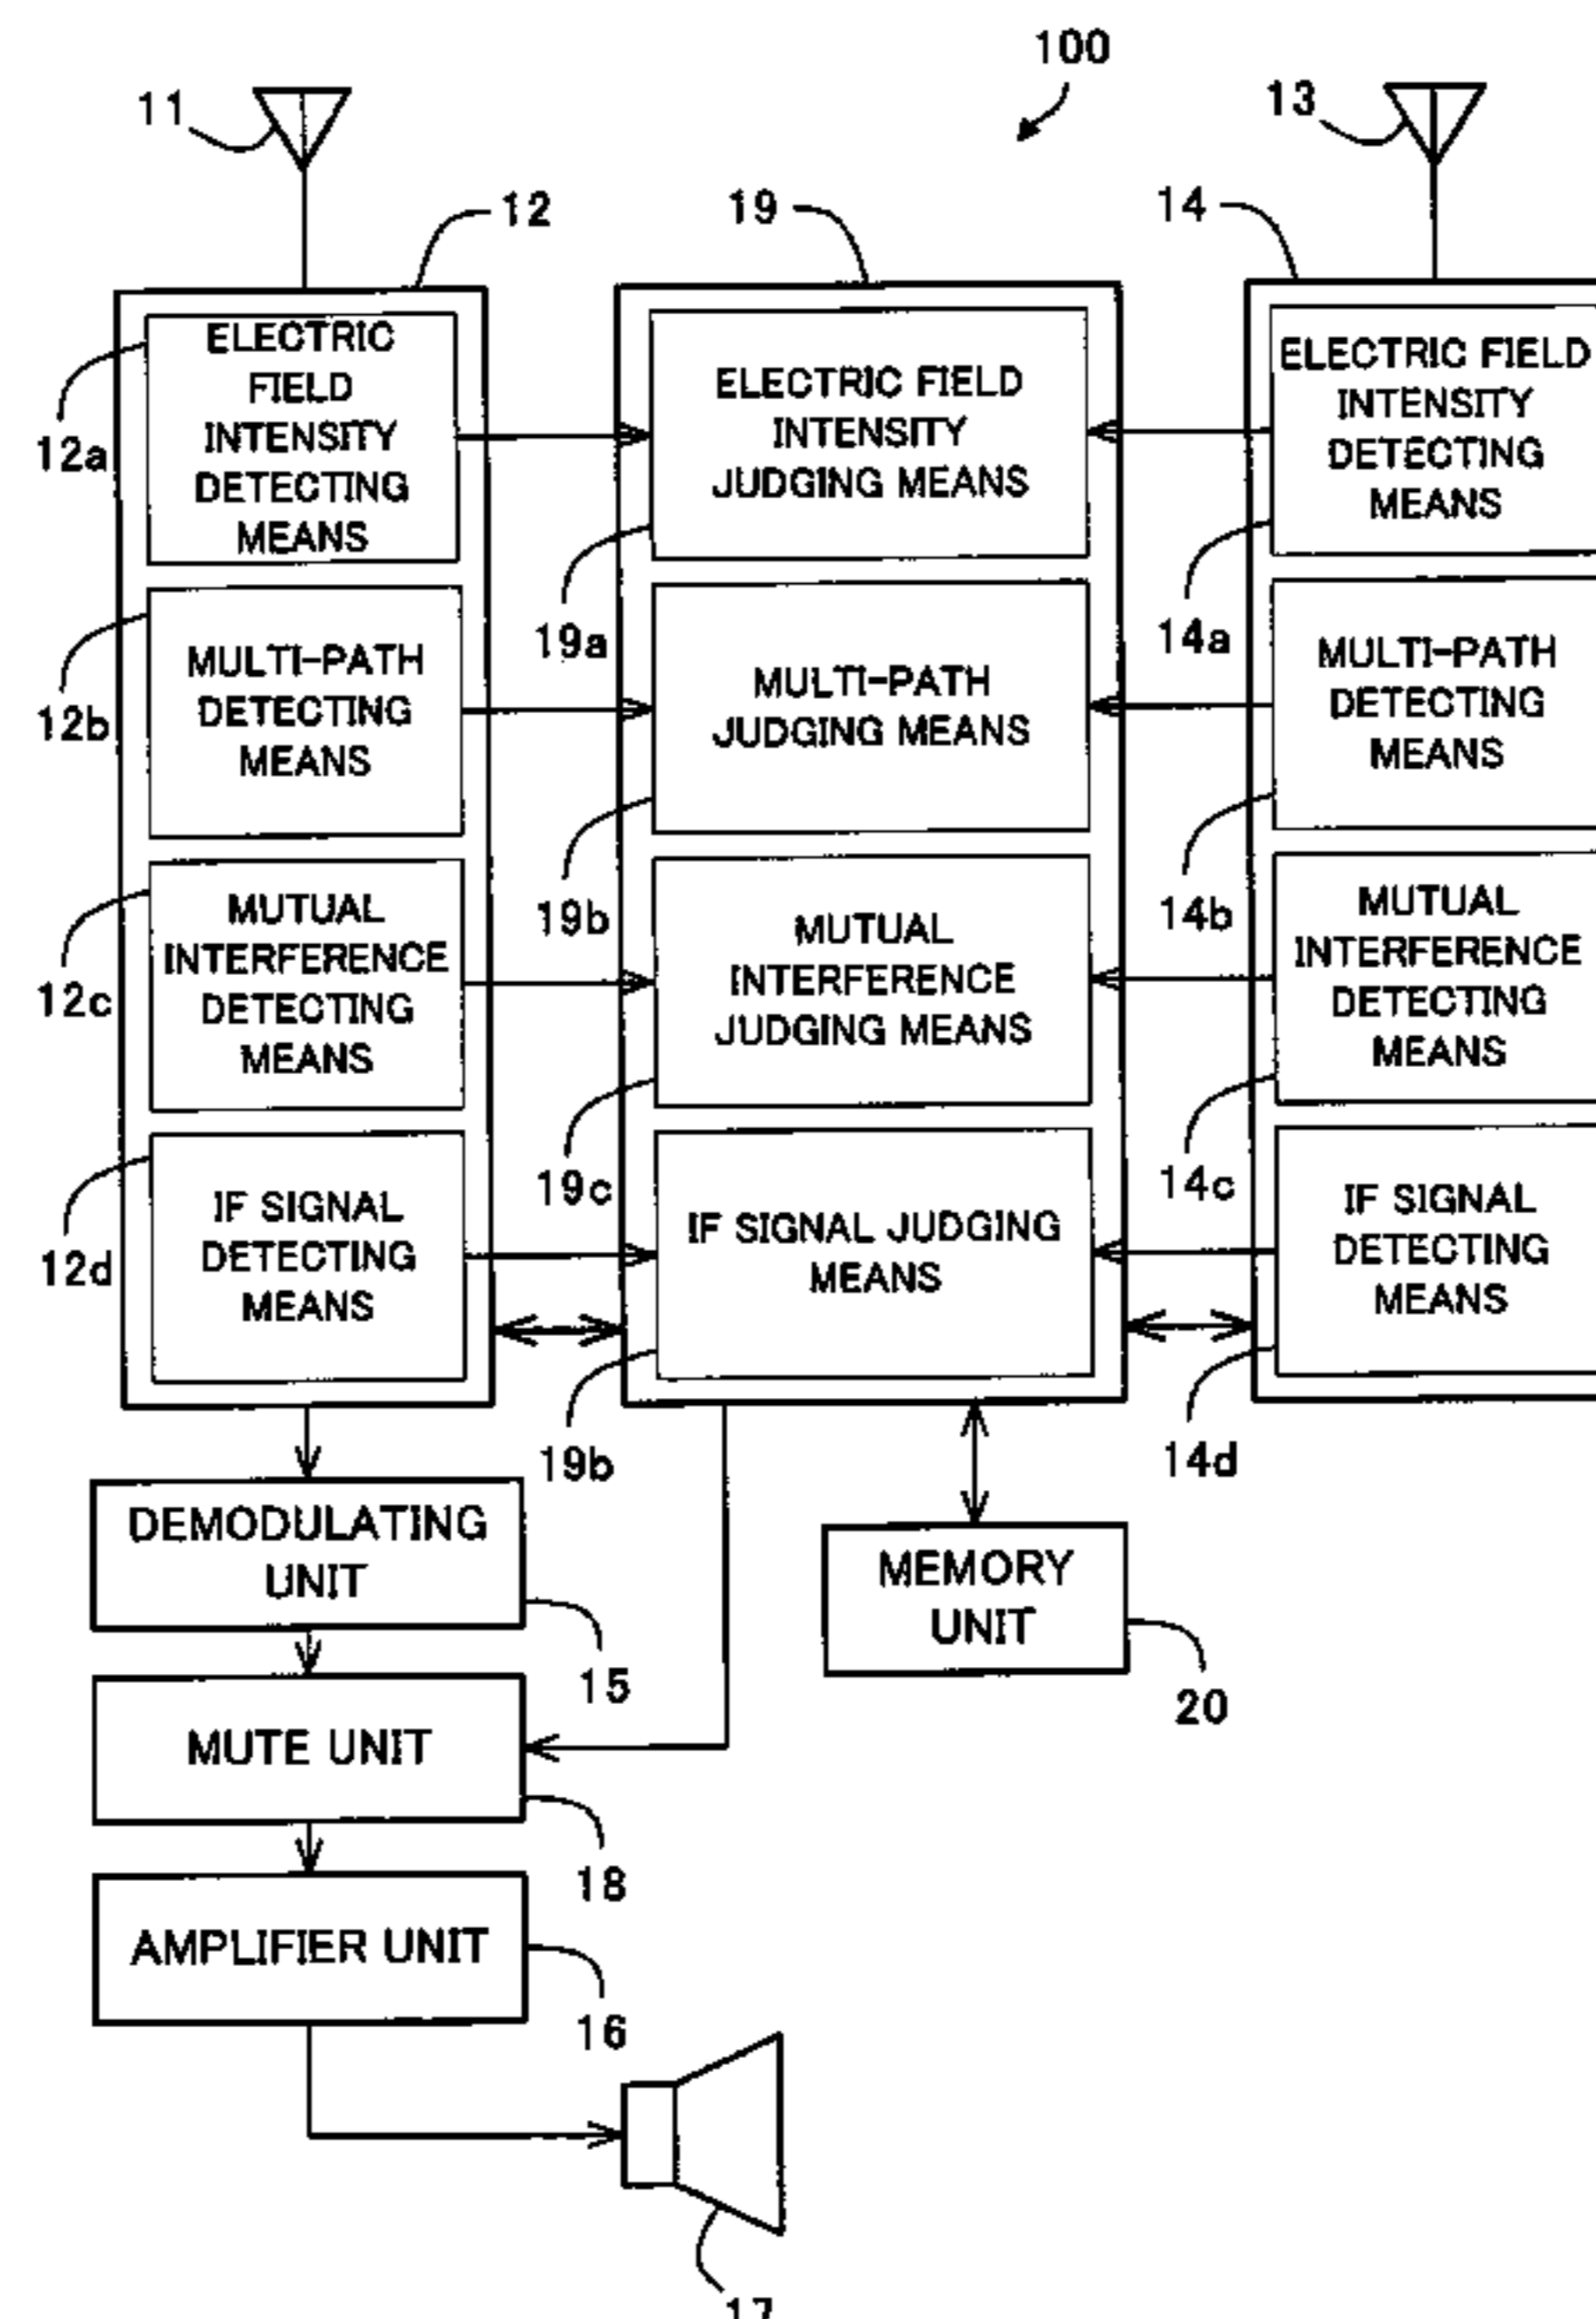 100
11
13
12
19
14
ELECTRIC
FIELD
INTENSITY
DETECTING
MEANS
12a
ELECTRIC FIELD
INTENSITY
JUDGING MEANS
19a
ELECTRIC FIELD
INTENSITY
DETECTING
MEANS
14a
MULTI-PATH
DETECTING
MEANS
12b
MULTI-PATH
JUDGING MEANS
19b
MULTI-PATH
DETECTING
MEANS
14b
MUTUAL
INTERFERENCE
DETECTING
MEANS
12c
MUTUAL
INTERFERENCE
JUDGING MEANS
19c
MUTUAL
INTERFERENCE
DETECTING
MEANS
14c
IF SIGNAL
DETECTING
MEANS
12d
IF SIGNAL JUDGING
MEANS
19b
IF SIGNAL
DETECTING
MEANS
14d
DEMODULATING
UNIT
15
MEMORY
UNIT
20
MUTE UNIT
18
AMPLIFIER UNIT
16
17